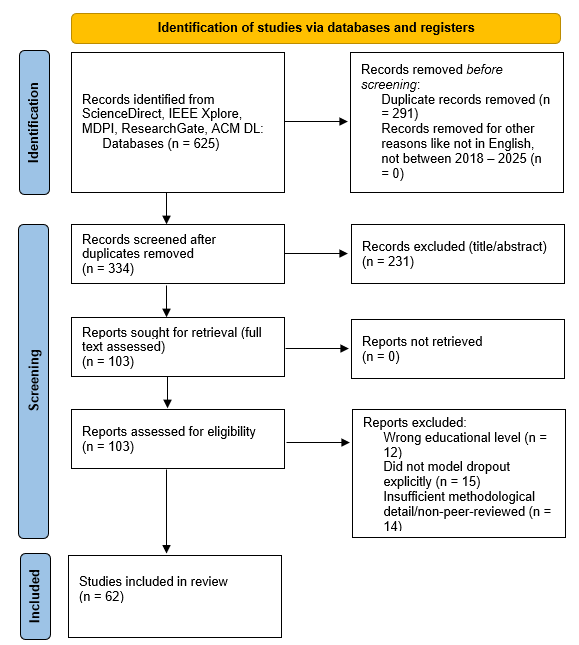 Identification of studies via databases and registers
Identification
Records identified from
ScienceDirect, IEEE Xplore,
MDPI, ResearchGate, ACM DL:
Databases (n = 625)
Records removed before
screening:
Duplicate records removed (n
= 291)
Records removed for other
reasons like not in English,
not between 2018 – 2025 (n
= 0)
Screening
Records screened after
duplicates removed
(n = 334)
Records excluded (title/abstract)
(n = 231)
Reports sought for retrieval (full
text assessed)
(n = 103)
Reports not retrieved
(n = 0)
Reports assessed for eligibility
(n = 103)
Reports excluded:
Wrong educational level (n =
12)
Did not model dropout
explicitly (n = 15)
Insufficient methodological
detail/non-peer-reviewed (n =
14)
Included
Studies included in review
(n = 62)